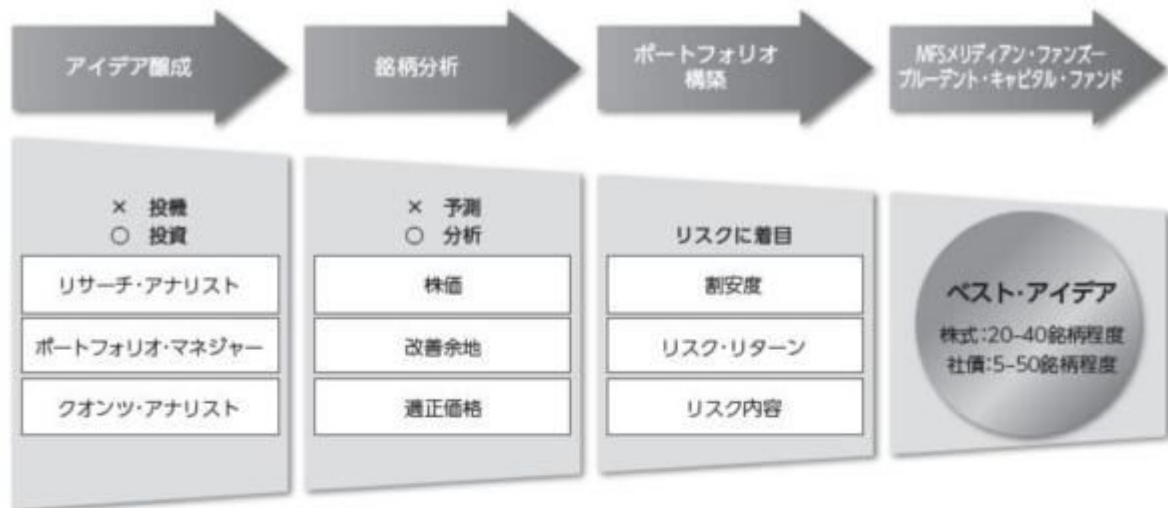 アイデア醸成
銘柄分析
ポートフォリオ
構築
MFSメリディアン・ファンズー
プルーデント・キャピタル・ファンド
× 投機
○ 投資
リサーチ・アナリスト
ポートフォリオ・マネジャー
クオンツ・アナリスト
× 予測
○ 分析
株価
改善余地
適正価格
リスクに着目
割安度
リスク・リターン
リスク内容
ベスト・アイデア
株式:20-40銘柄程度
社債:5-50銘柄程度